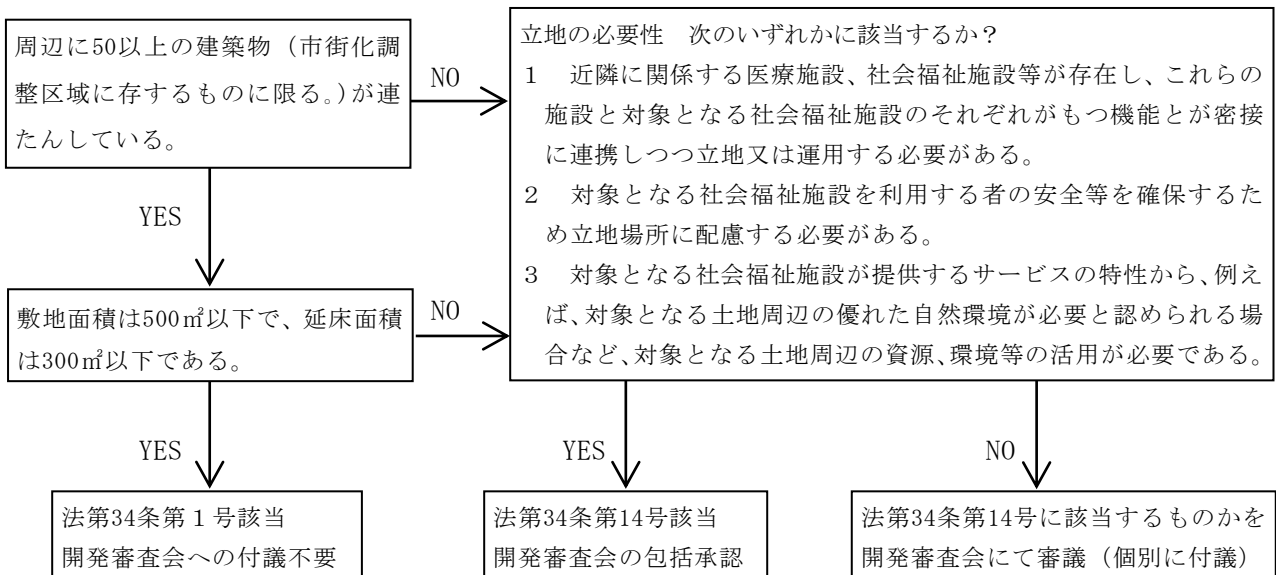 周辺に50以上の建築物（市街化調
整区域に存するものに限る。)が連
たんしている。
NO
YES
敷地面積は500㎡以下で、延床面積
は300㎡以下である。
NO
YES
立地の必要性　次のいずれかに該当するか？
１　近隣に関係する医療施設、社会福祉施設等が存在し、これらの
施設と対象となる社会福祉施設のそれぞれがもつ機能とが密接
に連携しつつ立地又は運用する必要がある。
２　対象となる社会福祉施設を利用する者の安全等を確保するた
め立地場所に配慮する必要がある。
３　対象となる社会福祉施設が提供するサービスの特性から、例え
ば、対象となる土地周辺の優れた自然環境が必要と認められる場
合など、対象となる土地周辺の資源、環境等の活用が必要である。
YES
NO
法第34条第１号該当
開発審査会への付議不要
法第34条第14号該当
開発審査会の包括承認
法第34条第14号に該当するものかを
開発審査会にて審議（個別に付議）